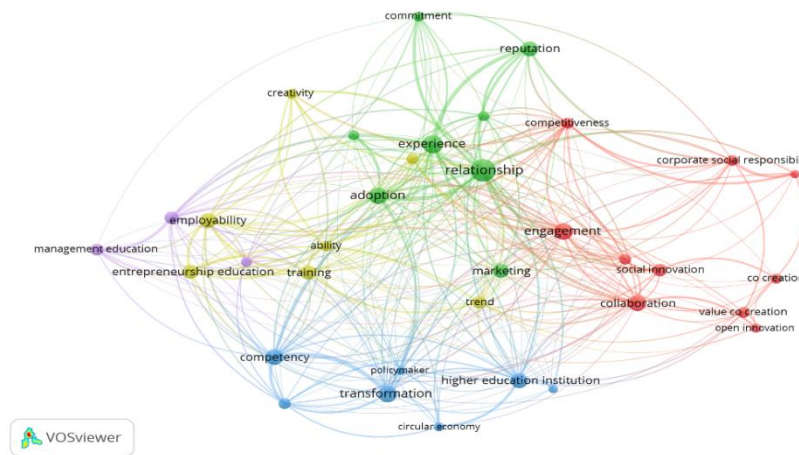 commitment
reputation
creativity
competitiveness
experience
corporate social responsibi
relationship
adoption
employability
engagement
management education
ability
entrepreneurship education
training
marketing
social innovation
co creation
trend
collaboration
value co creation
open innovation
competency
policymaker
higher education institution
transformation
circular economy
VOSviewer